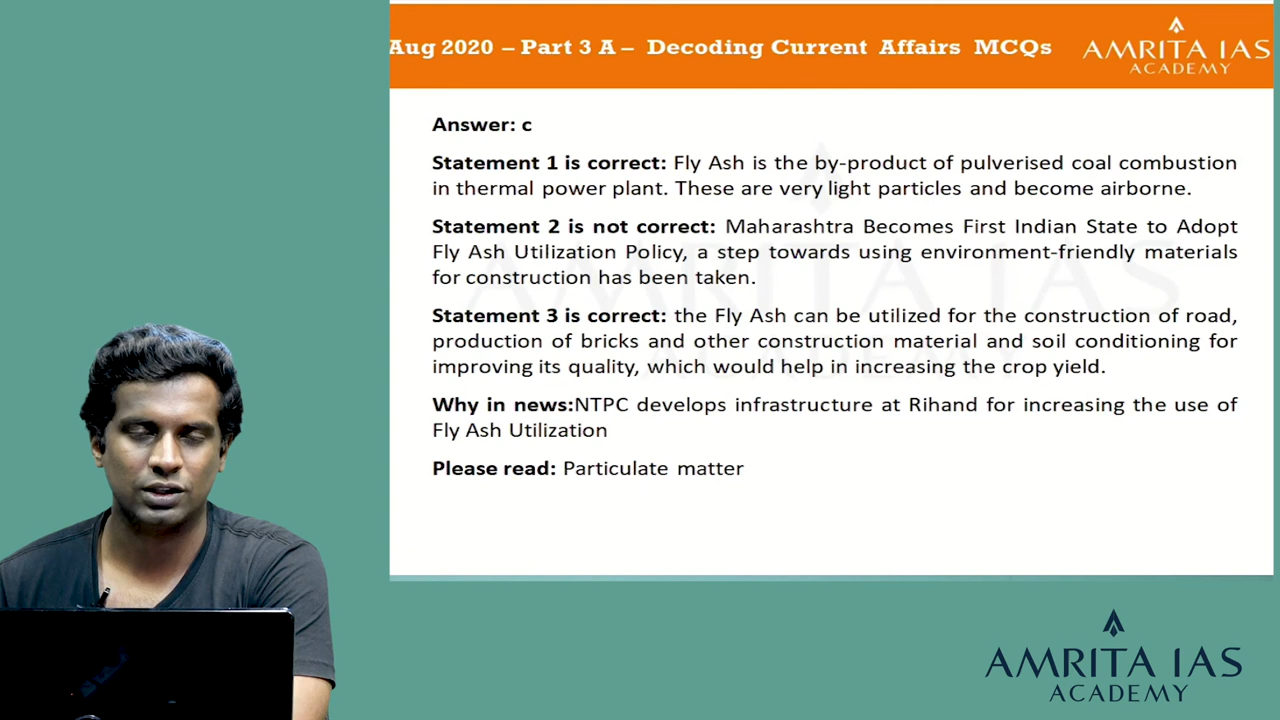 Aug 2020 – Part 3 A – Decoding Current Affairs MCQs
AMRITA IAS
ACADEMY
Answer: c
Statement 1 is correct: Fly Ash is the by-product of pulverised coal combustion
in thermal power plant. These are very light particles and become airborne.
Statement 2 is not correct: Maharashtra Becomes First Indian State to Adopt
Fly Ash Utilization Policy, a step towards using environment-friendly materials
for construction has been taken.
Statement 3 is correct: the Fly Ash can be utilized for the construction of road,
production of bricks and other construction material and soil conditioning for
improving its quality, which would help in increasing the crop yield.
Why in news:NTPC develops infrastructure at Rihand for increasing the use of
Fly Ash Utilization
Please read: Particulate matter
AMRITA IAS
ACADEMY
AMRITA IAS
ACADEMY